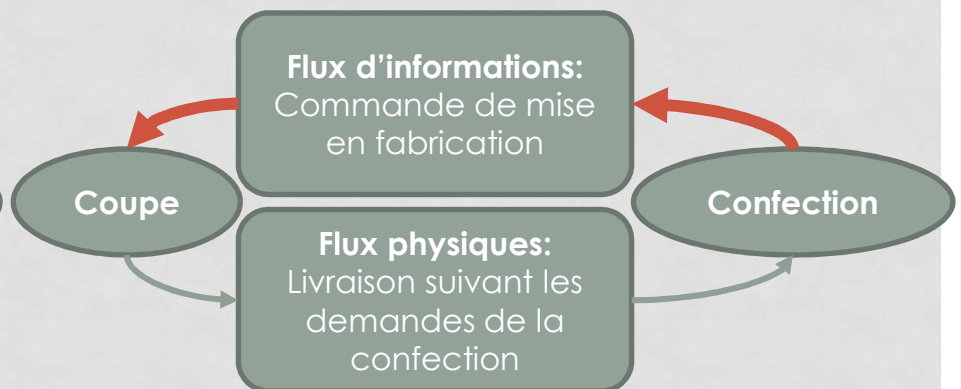 Flux d'informations:
Commande de mise
en fabrication
Coupe
Confection
Flux physiques:
Livraison suivant les
demandes de la
confection